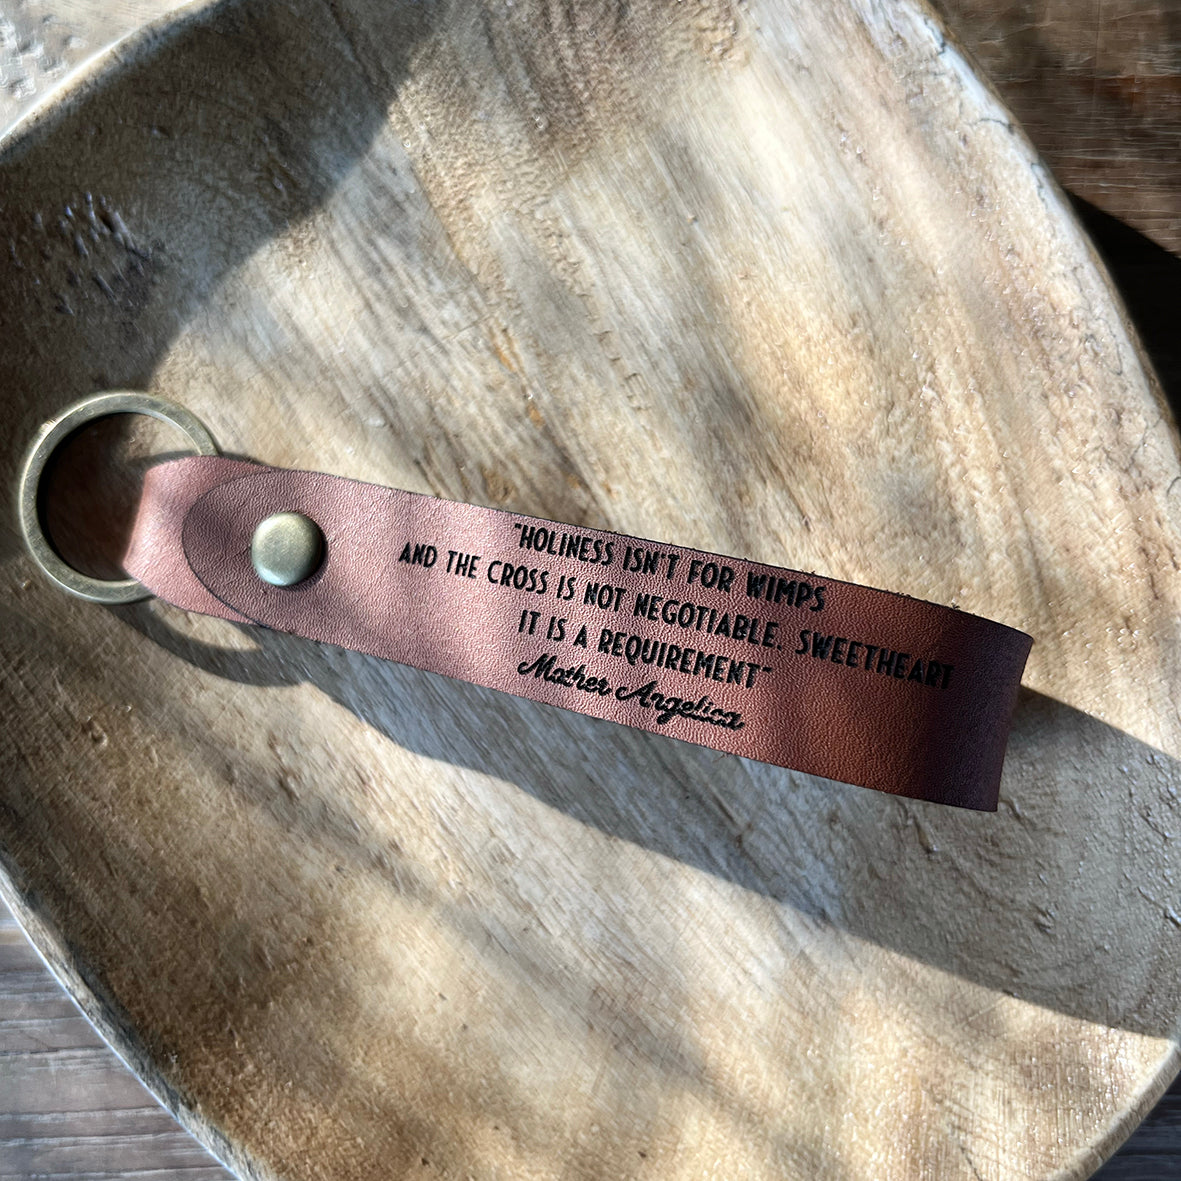 "HOLINESS ISN'T FOR WIMPS
AND THE CROSS IS NOT NEGOTIABLE. SWEETHEART
IT IS A REQUIREMENT"
Mother Angelica